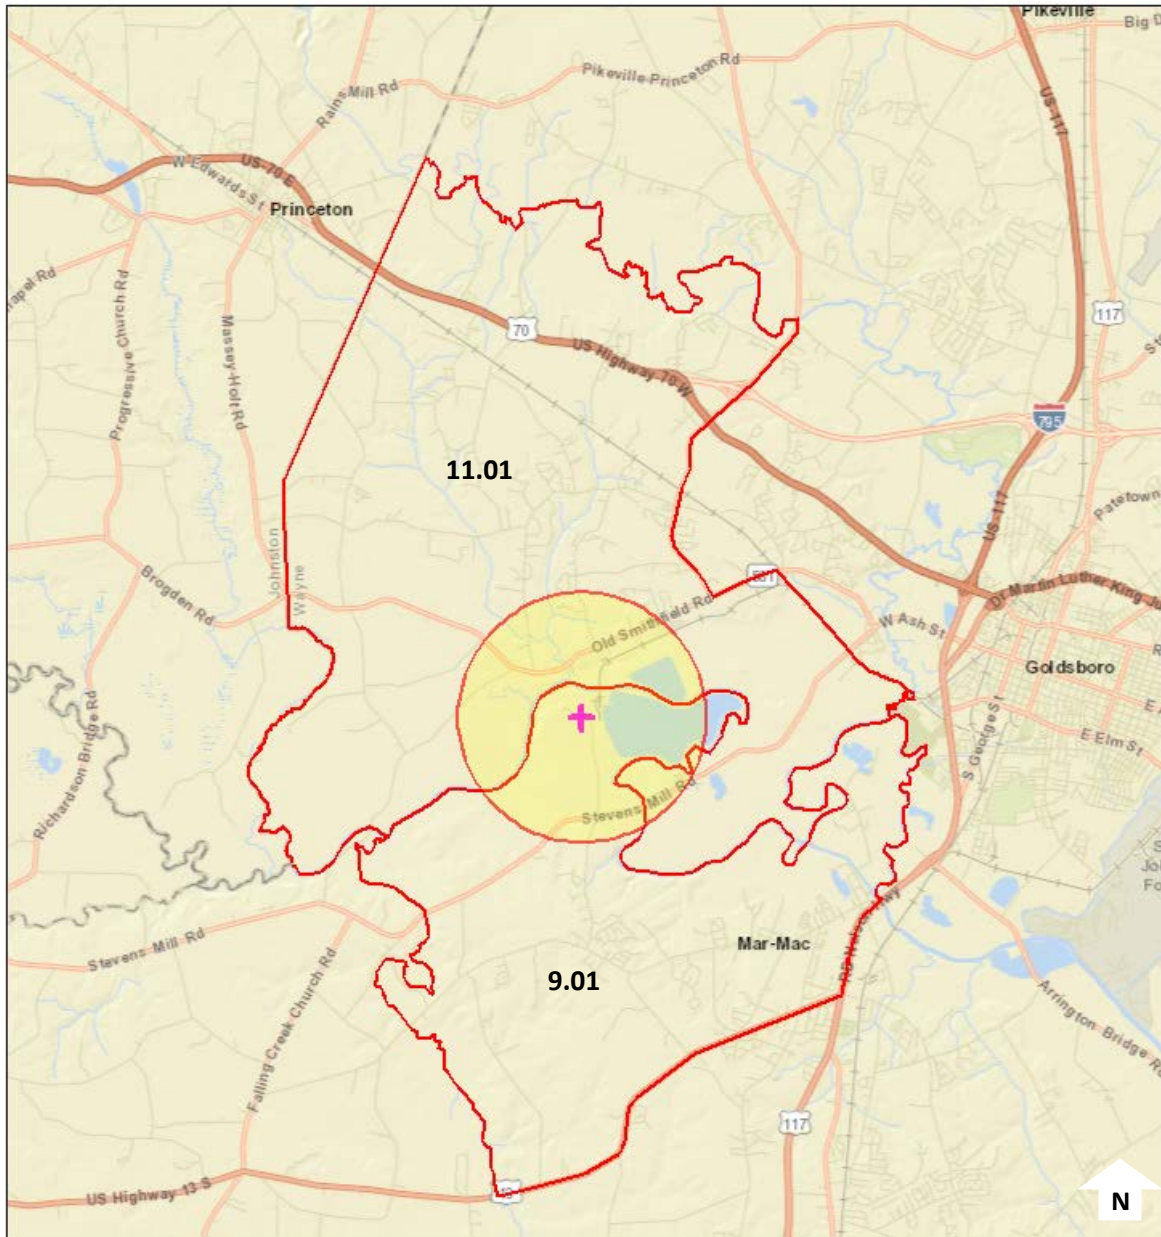 Pikeville
Big D
Pikeville Princeton Rd
Rains Mill Rd
US-117
W Edwards St
US-70 E
Princeton
117
70
US Highway 70 W
Progressive Church Rd
Massey Holt Rd
795
11.01
US-117
Patetown
Johnston
Wayne
Brogden Rd
581
Dr Martin Luther King Ju
Old Smithfield Rd
W Ash St
Goldsboro
E Elm St
S George St
Richardson Bridge Rd
Stevens Mill Rd
Stevens Mill Rd
Mar-Mac
9.01
Falling Creek Church Rd
Arrington Bridge Rd
117
US Highway 13 S
13
N